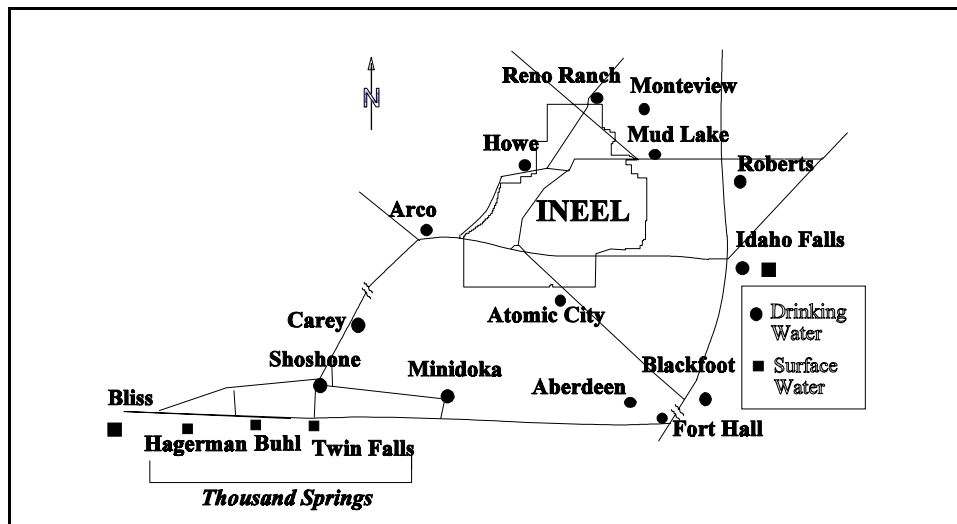 Reno Ranch
Monteview
N
Howe
Mud Lake
Roberts
Arco
INEEL
Idaho Falls
Carey
Atomic City
Drinking
Water
Shoshone
Minidoka
Blackfoot
Surface
Water
Bliss
Aberdeen
Hagerman
Buhl
Twin Falls
Fort Hall
Thousand Springs